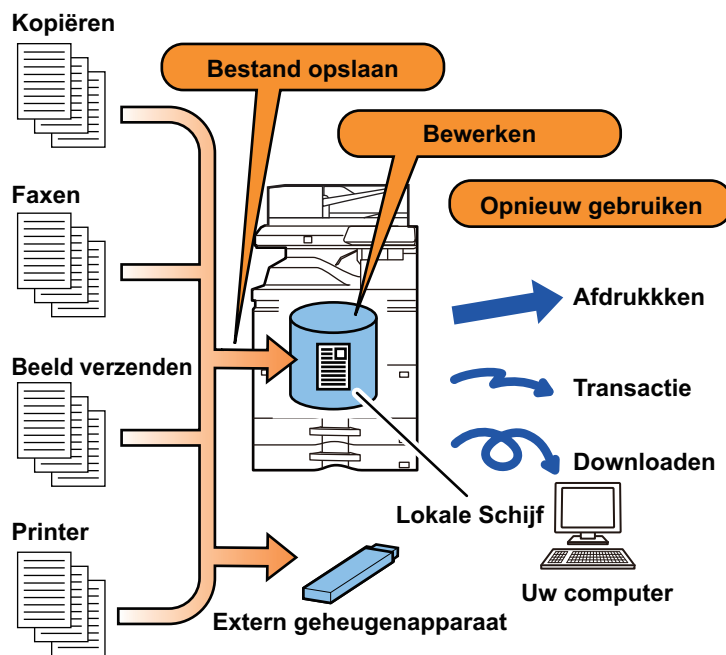 Kopiëren
Bestand opslaan
Bewerken
Faxen
Opnieuw gebruiken
Afdrukkken
Beeld verzenden
Transactie
Downloaden
Lokale Schijf
Printer
Uw computer
Extern geheugenapparaat